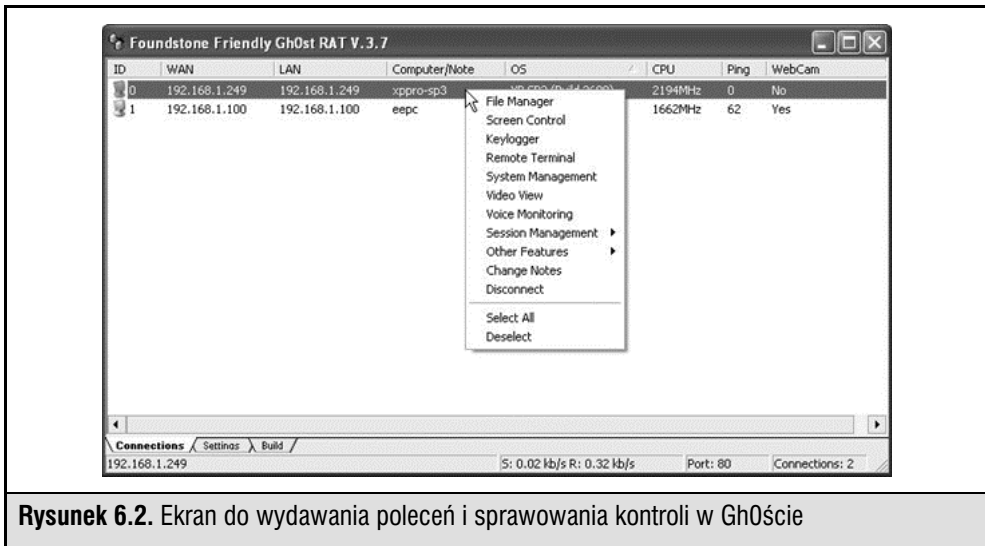 Foundstone Friendly Gh0st RAT V.3.7
ID WAN LAN Computer/Note OS CPU Ping WebCam
0 192.168.1.249 192.168.1.249 xppro-sp3 XP SP3 (Build 2600) 2194MHz 0 No
1 192.168.1.100 192.168.1.100 eepc 1662MHz 62 Yes
File Manager
Screen Control
Keylogger
Remote Terminal
System Management
Video View
Voice Monitoring
Session Management
Other Features
Change Notes
Disconnect
Select All
Deselect
Connections Settings Build
192.168.1.249 S: 0.02 kb/s R: 0.32 kb/s Port: 80 Connections: 2
Rysunek 6.2. Ekran do wydawania poleceń i sprawowania kontroli w Gh0ście